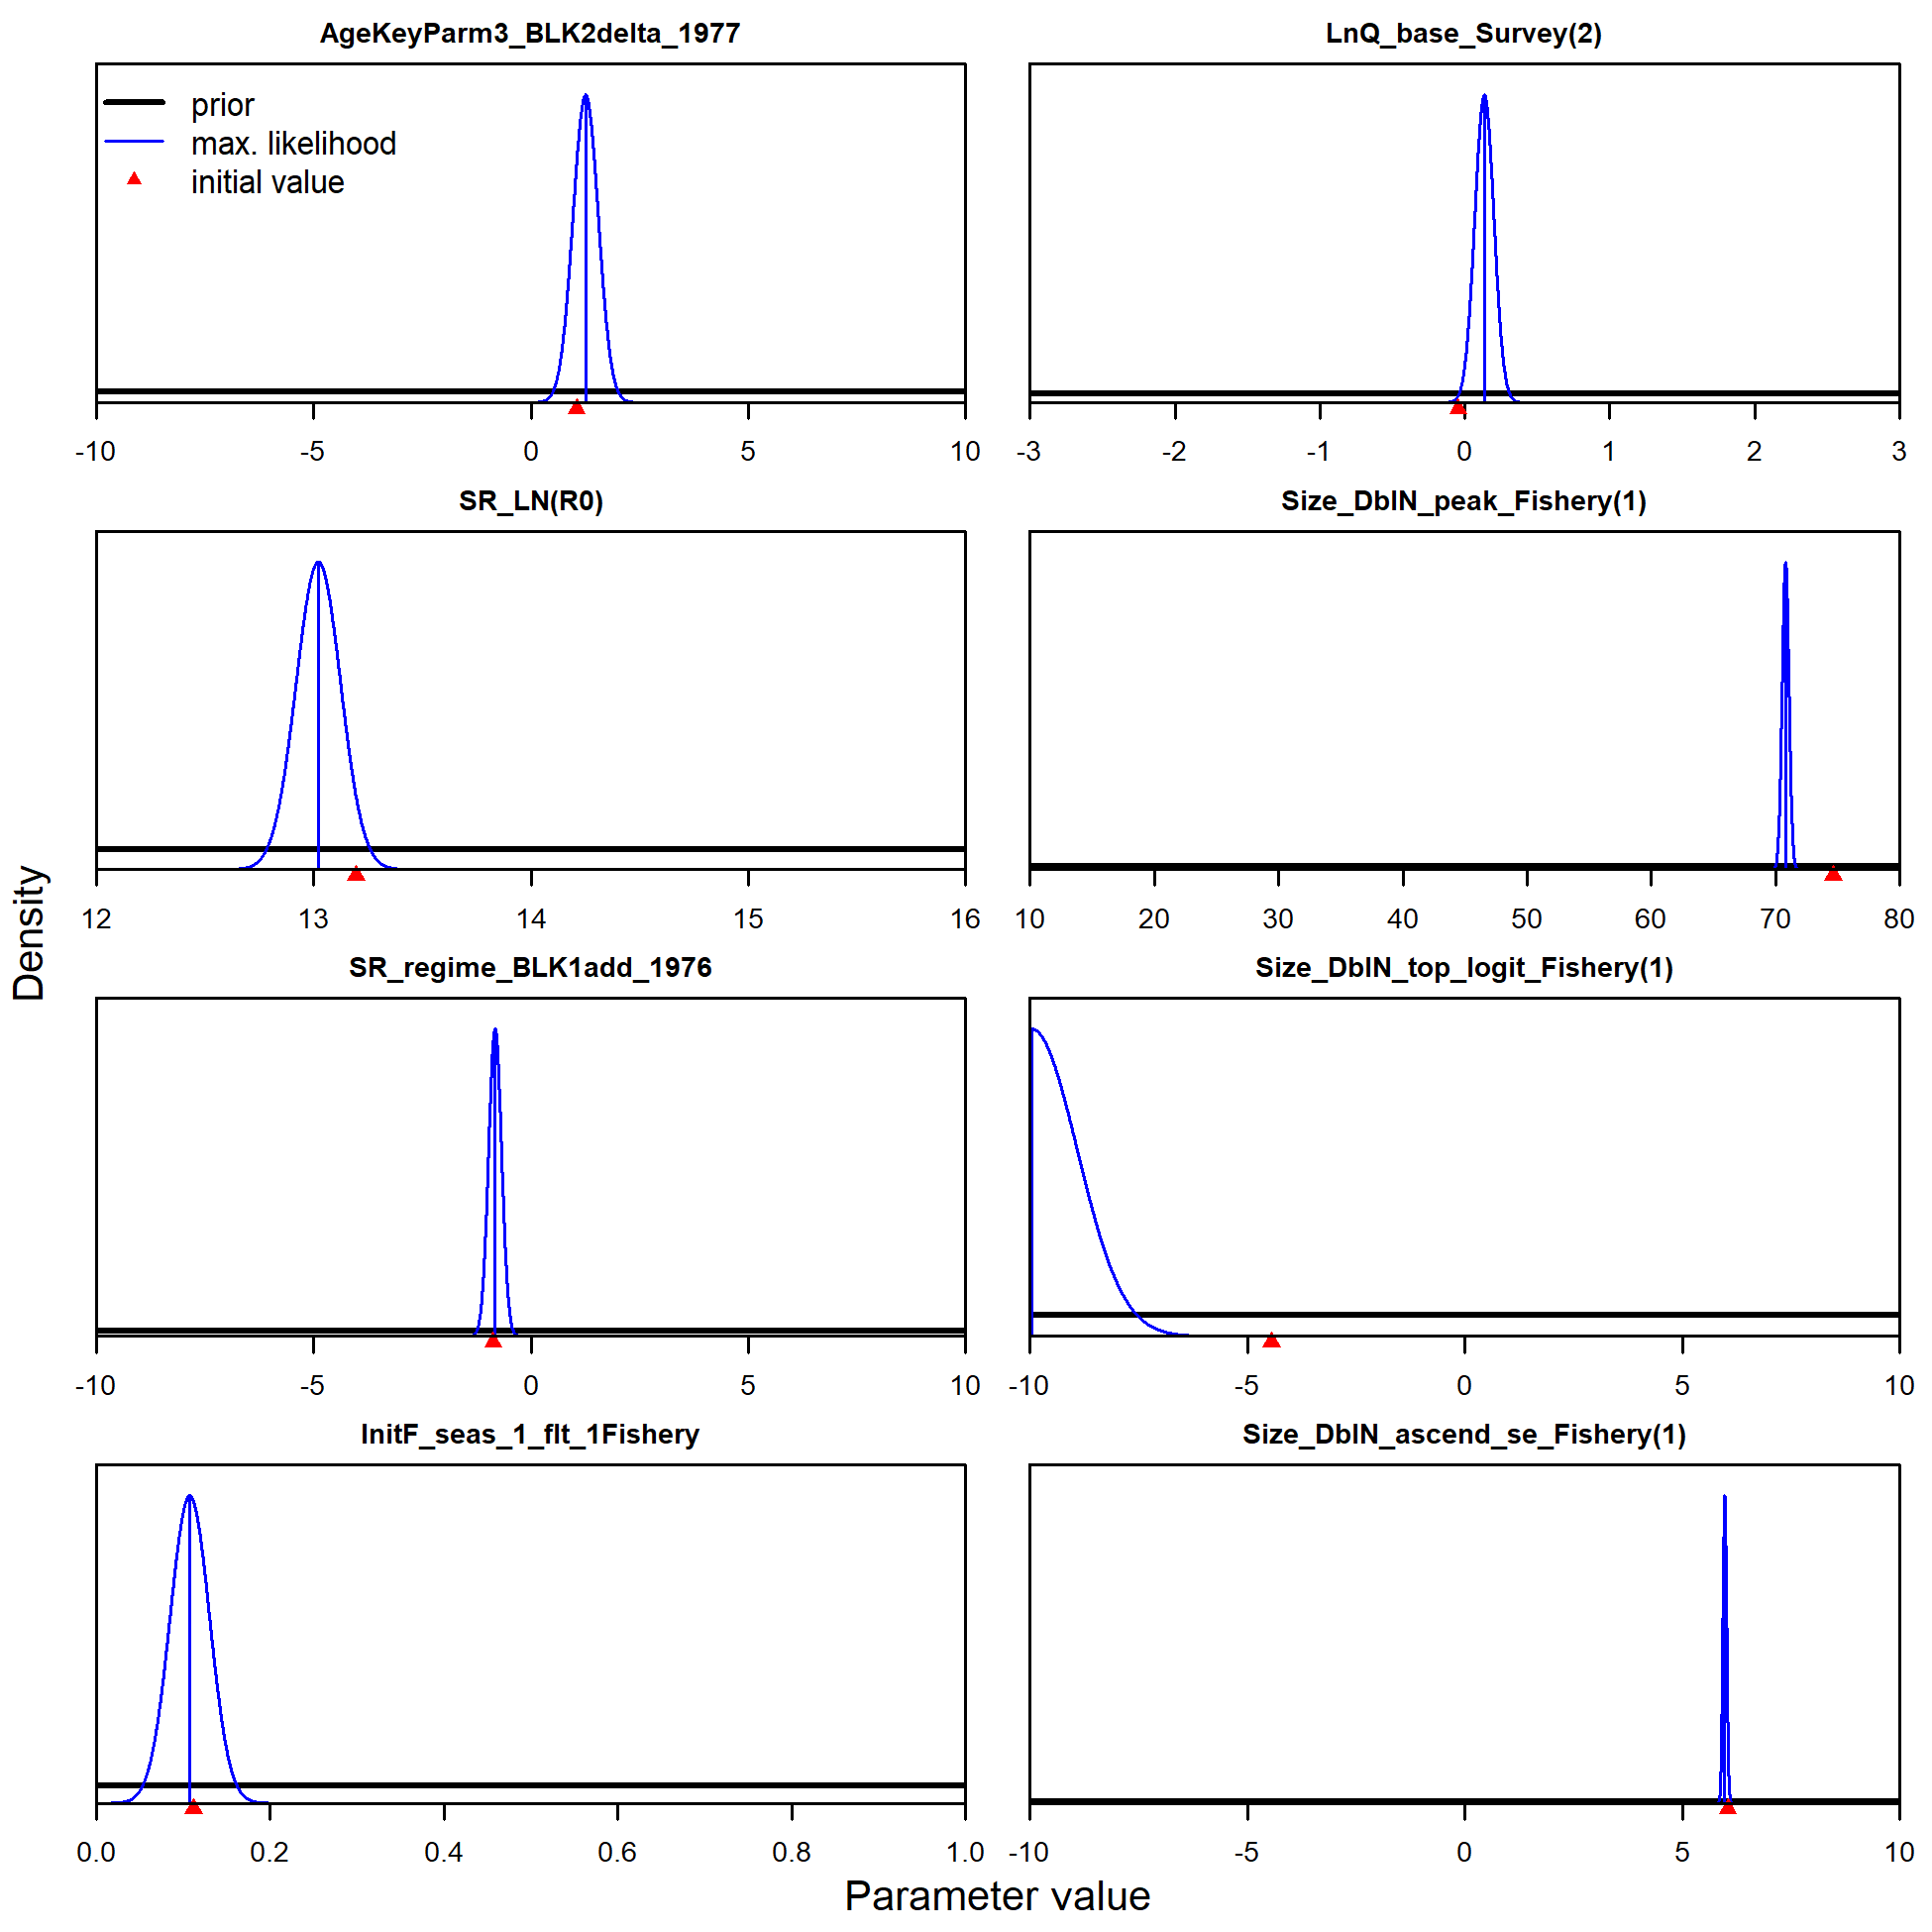 AgeKeyParm3_BLK2delta_1977
prior
max. likelihood
initial value
-10 -5 0 5 10
LnQ_base_Survey(2)
-3 -2 -1 0 1 2 3
SR_LN(R0)
12 13 14 15 16
Size_DblN_peak_Fishery(1)
10 20 30 40 50 60 70 80
SR_regime_BLK1add_1976
-10 -5 0 5 10
Size_DblN_top_logit_Fishery(1)
-10 -5 0 5 10
InitF_seas_1_flt_1Fishery
0.0 0.2 0.4 0.6 0.8 1.0
Size_DblN_ascend_se_Fishery(1)
-10 -5 0 5 10
Density
Parameter value